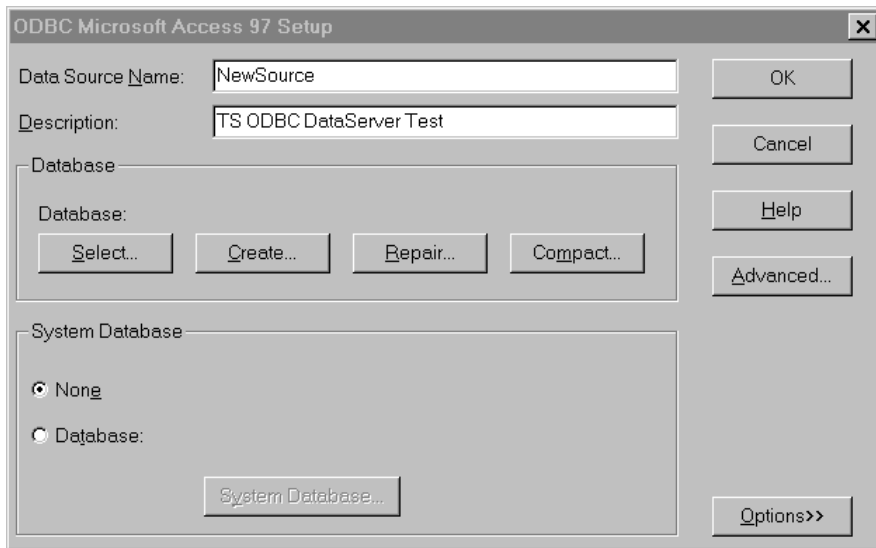 ODBC Microsoft Access 97 Setup
Data Source Name: NewSource
Description: TS ODBC DataServer Test
OK
Cancel
Help
Advanced...
Database
Database:
Select... Create... Repair... Compact...
System Database
None
Database:
System Database...
Options>>